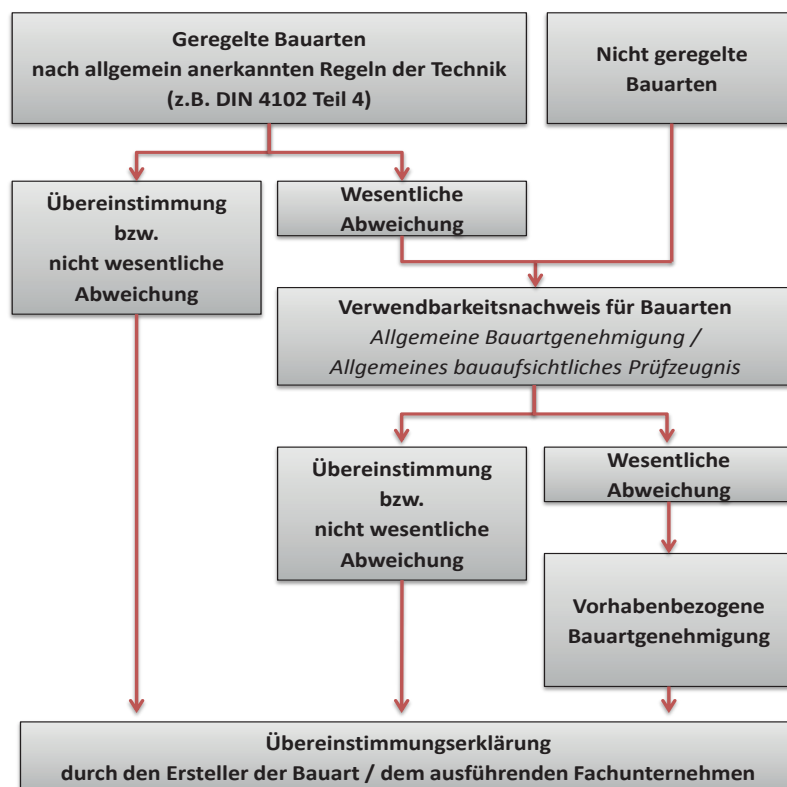 Geregelte Bauarten
nach allgemein anerkannten Regeln der Technik
(z.B. DIN 4102 Teil 4)
Nicht geregelte
Bauarten
Übereinstimmung
bzw.
nicht wesentliche
Abweichung
Wesentliche
Abweichung
Verwendbarkeitsnachweis für Bauarten
Allgemeine Bauartgenehmigung /
Allgemeines bauaufsichtliches Prüfzeugnis
Übereinstimmung
bzw.
nicht wesentliche
Abweichung
Wesentliche
Abweichung
Vorhabenbezogene
Bauartgenehmigung
Übereinstimmungserklärung
durch den Ersteller der Bauart / dem ausführenden Fachunternehmen